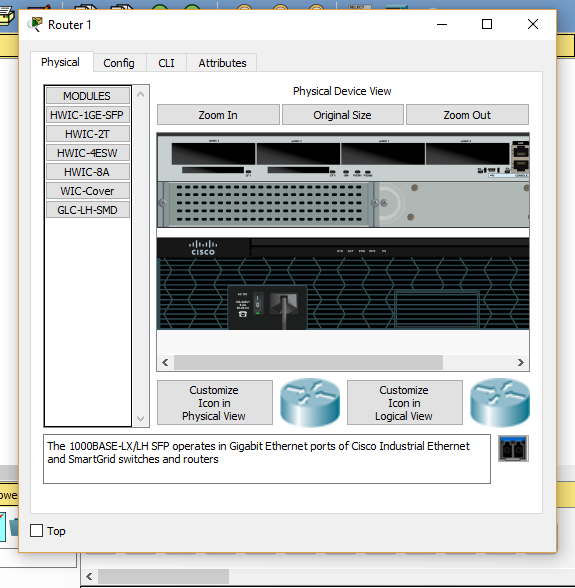 Router 1
Physical
Config
CLI
Attributes
MODULES
HWIC-1GE-SFP
HWIC-2T
HWIC-4ESW
HWIC-8A
WIC-Cover
GLC-LH-SMD
Physical Device View
Zoom In
Original Size
Zoom Out
CISCO
Customize
Icon in
Physical View
Customize
Icon in
Logical View
The 1000BASE-LX/LH SFP operates in Gigabit Ethernet ports of Cisco Industrial Ethernet
and SmartGrid switches and routers
Top